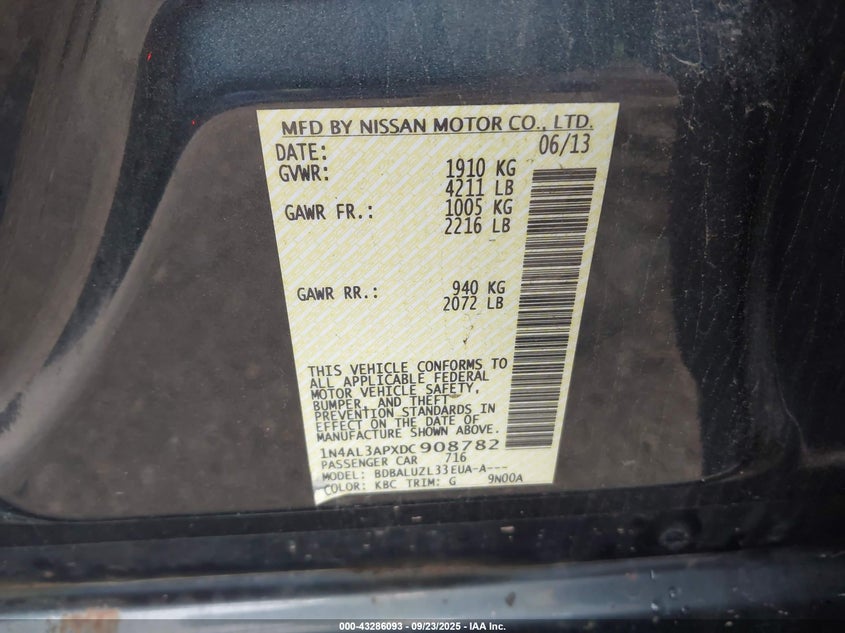 MFD BY NISSAN MOTOR CO., LTD.
DATE: 06/13
GVWR: 1910 KG
4211 LB
GAWR FR.: 1005 KG
2216 LB
GAWR RR.: 940 KG
2072 LB
THIS VEHICLE CONFORMS TO
ALL APPLICABLE FEDERAL
MOTOR VEHICLE SAFETY,
BUMPER, AND THEFT
PREVENTION STANDARDS IN
EFFECT ON THE DATE OF
MANUFACTURE SHOWN ABOVE.
1N4AL3APXDC908782
PASSENGER CAR 716
MODEL: BDBALUZL33EUA-A---
COLOR: KBC TRIM: G 9N00A
000-43286093 - 09/23/2025 - IAA Inc.